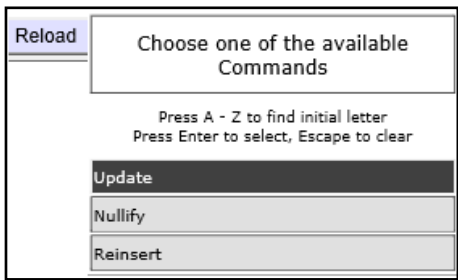 Reload
Choose one of the available
Commands
Press A - Z to find initial letter
Press Enter to select, Escape to clear
Update
Nullify
Reinsert